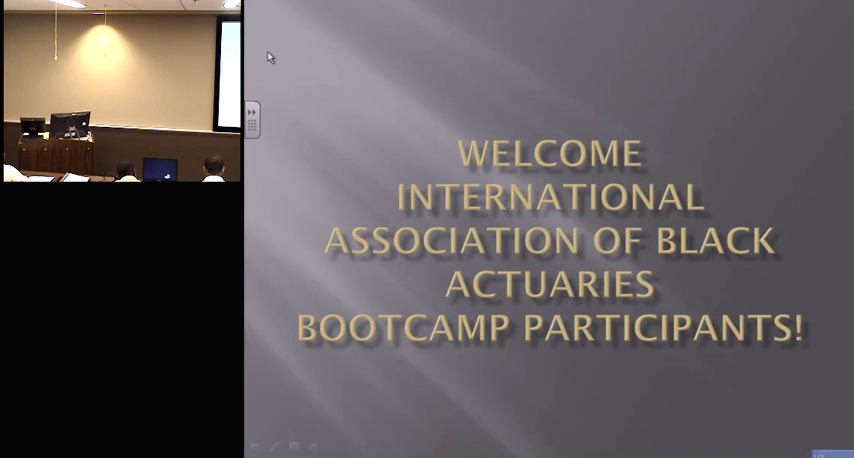 WELCOME
INTERNATIONAL
ASSOCIATION OF BLACK
ACTUARIES
BOOTCAMP PARTICIPANTS!